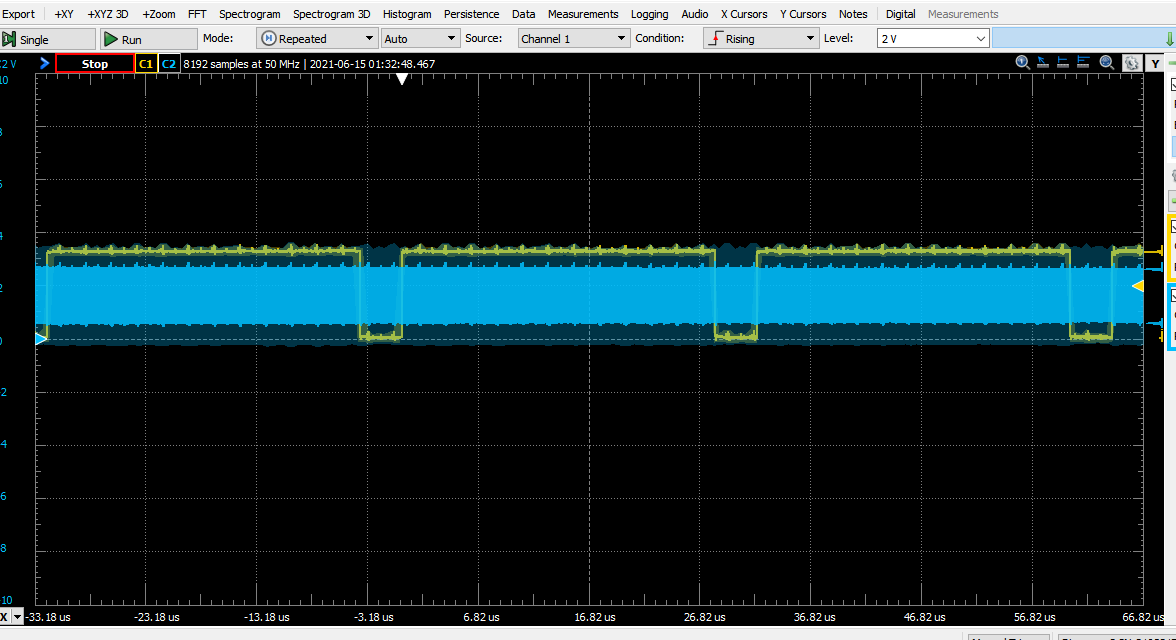 Export +XY +XYZ 3D +Zoom FFT Spectrogram Spectrogram 3D Histogram Persistence Data Measurements Logging Audio X Cursors Y Cursors Notes Digital Measurements
Single Run Mode: Repeated Auto Source: Channel 1 Condition: Rising Level: 2 V
C2 V Stop C1 C2 8192 samples at 50 MHz | 2021-06-15 01:32:48.467 Y
10
8
6
4
2
0
-2
-4
-6
-8
-10
X -33.18 us -23.18 us -13.18 us -3.18 us 6.82 us 16.82 us 26.82 us 36.82 us 46.82 us 56.82 us 66.82 us